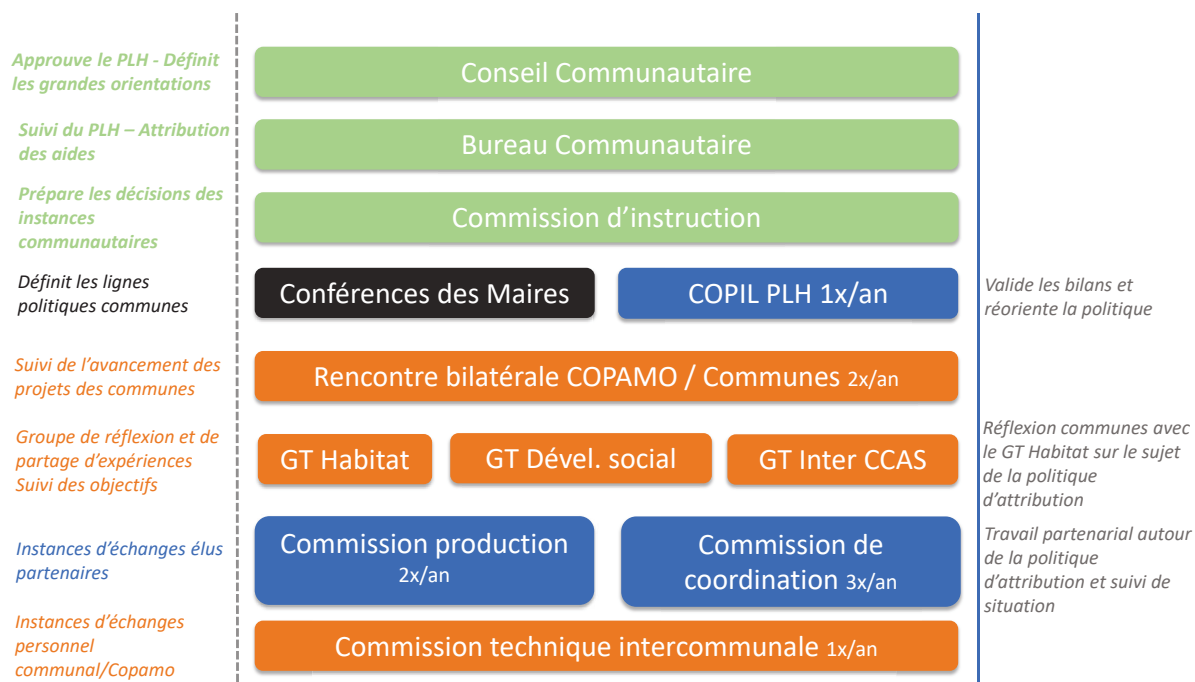 Approuve le PLH - Définit
les grandes orientations
Conseil Communautaire
Suivi du PLH – Attribution
des aides
Bureau Communautaire
Prépare les décisions des
instances
communautaires
Commission d'instruction
Définit les lignes
politiques communes
Conférences des Maires
COPIL PLH 1x/an
Valide les bilans et
réoriente la politique
Suivi de l'avancement des
projets des communes
Rencontre bilatérale COPAMO / Communes 2x/an
Groupe de réflexion et de
partage d'expériences
Suivi des objectifs
GT Habitat
GT Dével. social
GT Inter CCAS
Réflexion communes avec
le GT Habitat sur le sujet
de la politique
d'attribution
Instances d'échanges élus
partenaires
Commission production
2x/an
Commission de
coordination 3x/an
Travail partenarial autour
de la politique
d'attribution et suivi de
situation
Instances d'échanges
personnel
communal/Copamo
Commission technique intercommunale 1x/an